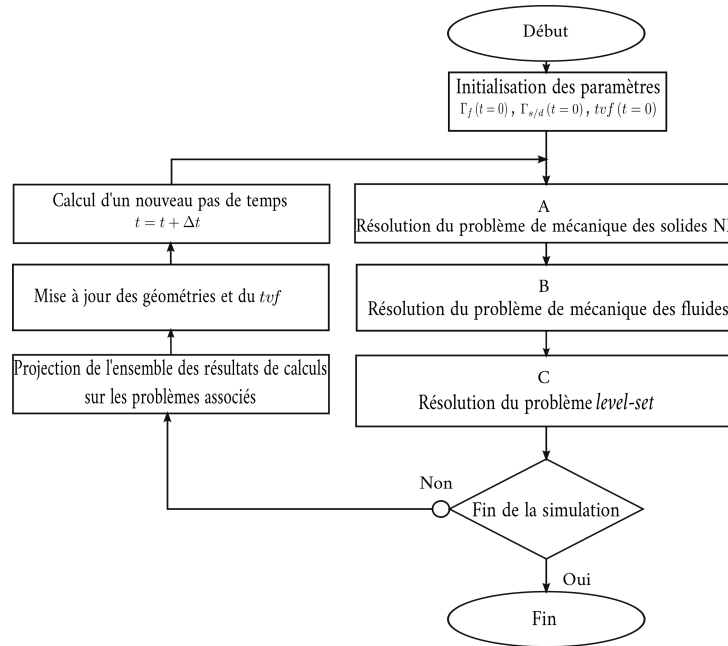 Début
Initialisation des paramètres
Γ_f (t = 0) , Γ_{s/d} (t = 0) , tvf (t = 0)
Calcul d'un nouveau pas de temps
t = t + Δt
A
Résolution du problème de mécanique des solides
Mise à jour des géométries et du tvf
B
Résolution du problème de mécanique des fluides
Projection de l'ensemble des résultats de calculs
sur les problèmes associés
C
Résolution du problème level-set
Non
Fin de la simulation
Oui
Fin